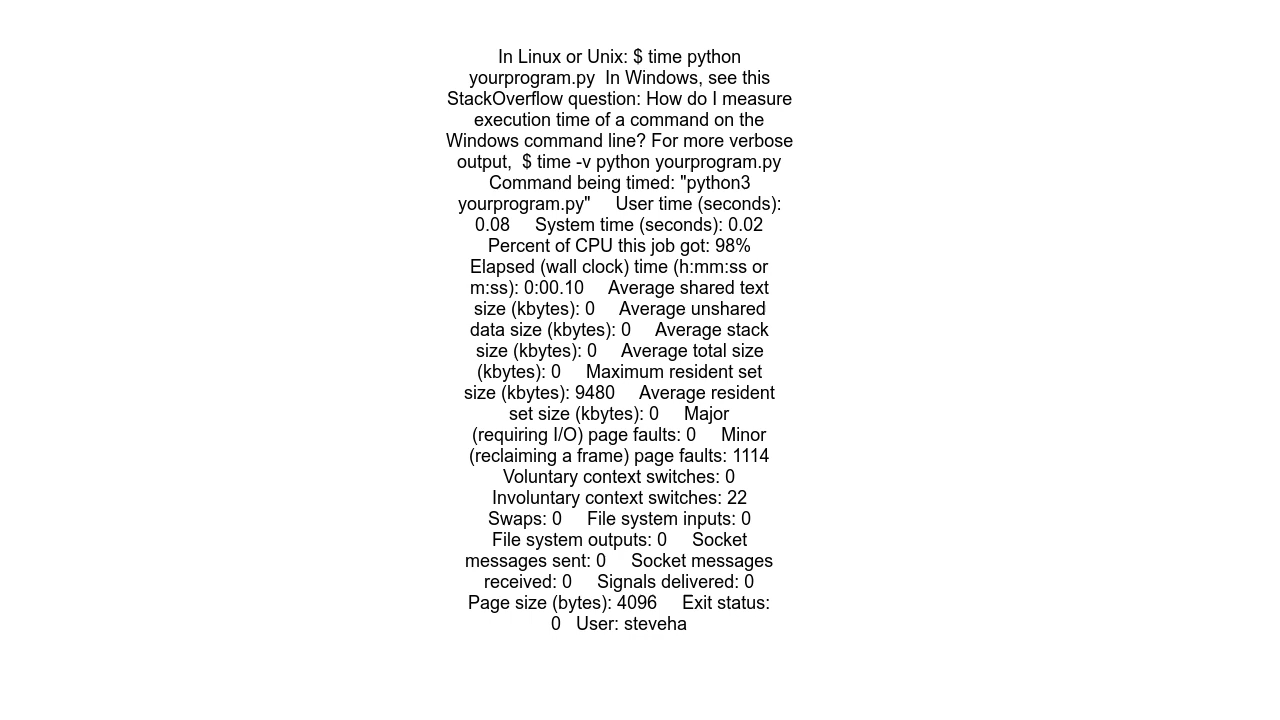 In Linux or Unix: $ time python
yourprogram.py  In Windows, see this
StackOverflow question: How do I measure
execution time of a command on the
Windows command line? For more verbose
output,  $ time -v python yourprogram.py
Command being timed: "python3
yourprogram.py"     User time (seconds):
0.08     System time (seconds): 0.02
Percent of CPU this job got: 98%
Elapsed (wall clock) time (h:mm:ss or
m:ss): 0:00.10     Average shared text
size (kbytes): 0     Average unshared
data size (kbytes): 0     Average stack
size (kbytes): 0     Average total size
(kbytes): 0     Maximum resident set
size (kbytes): 9480     Average resident
set size (kbytes): 0     Major
(requiring I/O) page faults: 0     Minor
(reclaiming a frame) page faults: 1114
Voluntary context switches: 0
Involuntary context switches: 22
Swaps: 0     File system inputs: 0
File system outputs: 0     Socket
messages sent: 0     Socket messages
received: 0     Signals delivered: 0
Page size (bytes): 4096     Exit status:
0   User: steveha